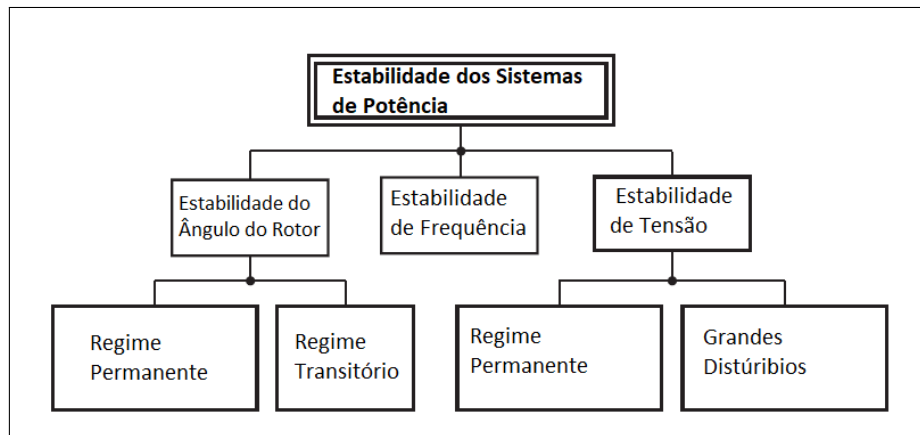 Estabilidade dos Sistemas
de Potência
Estabilidade do
Ângulo do Rotor
Estabilidade
de Frequência
Estabilidade
de Tensão
Regime
Permanente
Regime
Transitório
Regime
Permanente
Grandes
Distúribios